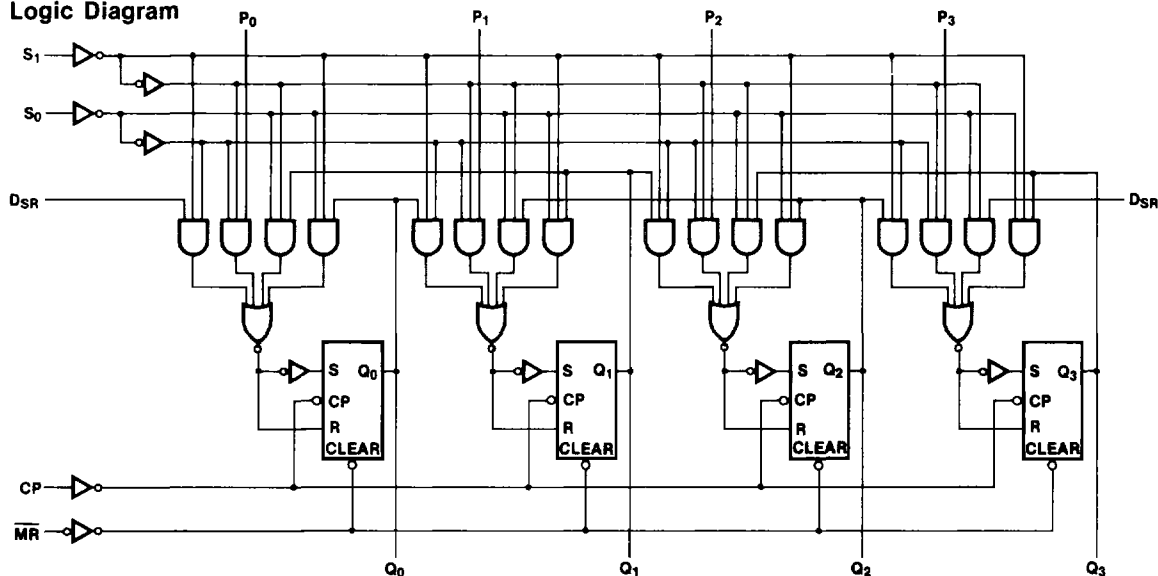 Logic Diagram
P0 P1 P2 P3
S1
S0
DSR DSR
S Q0 S Q1 S Q2 S Q3
CP CP CP CP
R R R R
CLEAR CLEAR CLEAR CLEAR
CP
MR
Q0 Q1 Q2 Q3